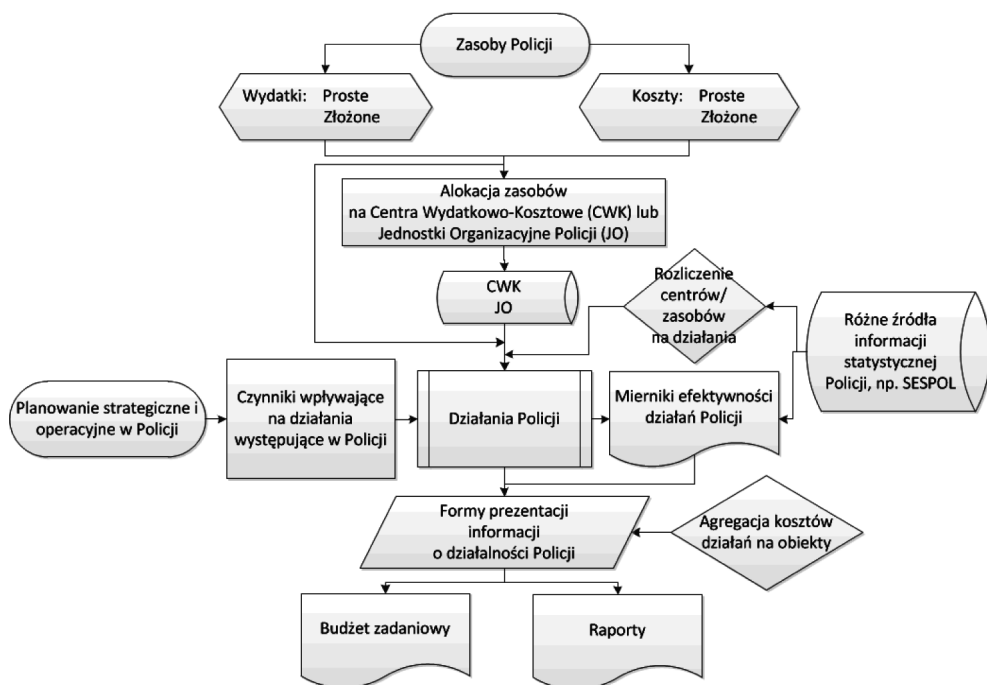 Zasoby Policji
Wydatki: Proste
Złożone
Koszty: Proste
Złożone
Alokacja zasobów
na Centra Wydatkowo-Kosztowe (CWK) lub
Jednostki Organizacyjne Policji (JO)
CWK
JO
Rozliczenie
centrów/
zasobów
na działania
Różne źródła
informacji
statystycznej
Policji, np. SESPOL
Planowanie strategiczne i
operacyjne w Policji
Czynniki wpływające
na działania
występujące w Policji
Działania Policji
Mierniki efektywności
działań Policji
Formy prezentacji
informacji
o działalności Policji
Agregacja kosztów
działań na obiekty
Budżet zadaniowy
Raporty